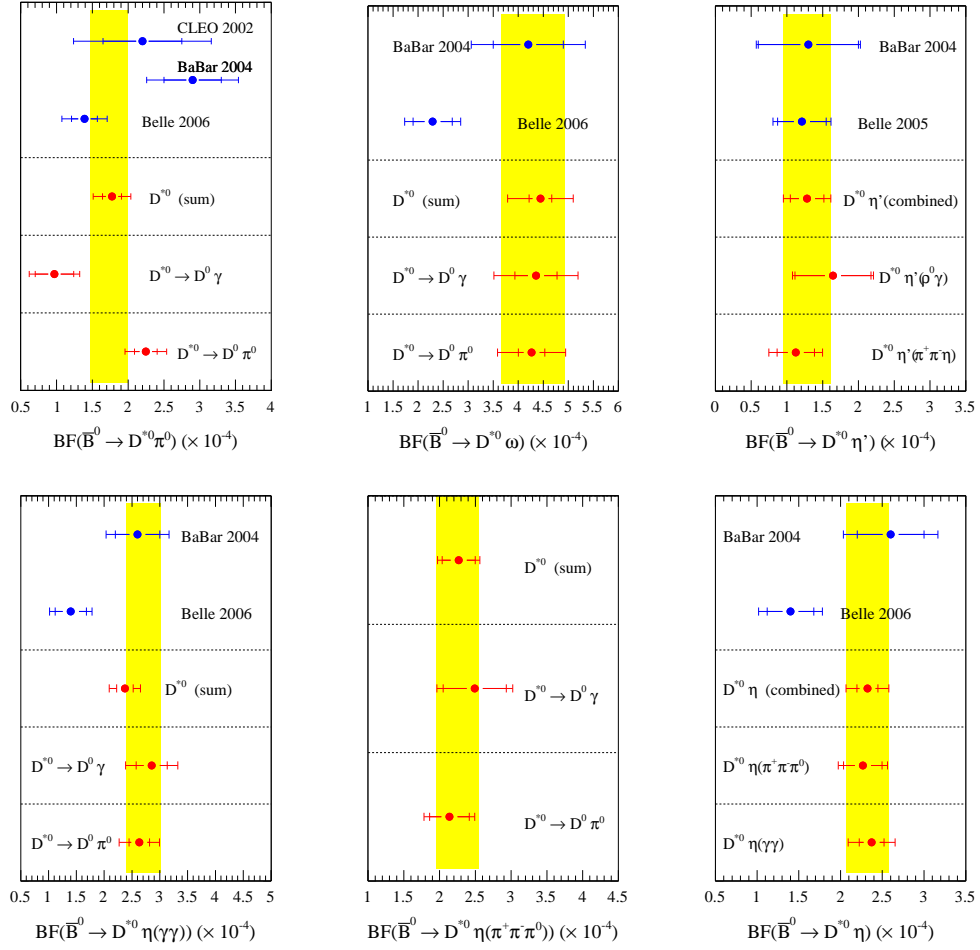 CLEO 2002
BaBar 2004
Belle 2006
D*0 (sum)
D*0 → D0 γ
D*0 → D0 π0
0.5 1 1.5 2 2.5 3 3.5 4
BF(B̅0 → D*0 π0) (× 10-4)
BaBar 2004
Belle 2006
D*0 (sum)
D*0 → D0 γ
D*0 → D0 π0
1 1.5 2 2.5 3 3.5 4 4.5 5 5.5 6
BF(B̅0 → D*0 ω) (× 10-4)
BaBar 2004
Belle 2005
D*0 η’(combined)
D*0 η’(ρ0γ)
D*0 η’(π+π-η)
0 0.5 1 1.5 2 2.5 3 3.5
BF(B̅0 → D*0 η’) (× 10-4)
BaBar 2004
Belle 2006
D*0 (sum)
D*0 → D0 γ
D*0 → D0 π0
0.5 1 1.5 2 2.5 3 3.5 4 4.5 5
BF(B̅0 → D*0 η(γγ)) (× 10-4)
D*0 (sum)
D*0 → D0 γ
D*0 → D0 π0
1 1.5 2 2.5 3 3.5 4 4.5
BF(B̅0 → D*0 η(π+π-π0)) (× 10-4)
BaBar 2004
Belle 2006
D*0 η (combined)
D*0 η(π+π-π0)
D*0 η(γγ)
0.5 1 1.5 2 2.5 3 3.5
BF(B̅0 → D*0 η) (× 10-4)